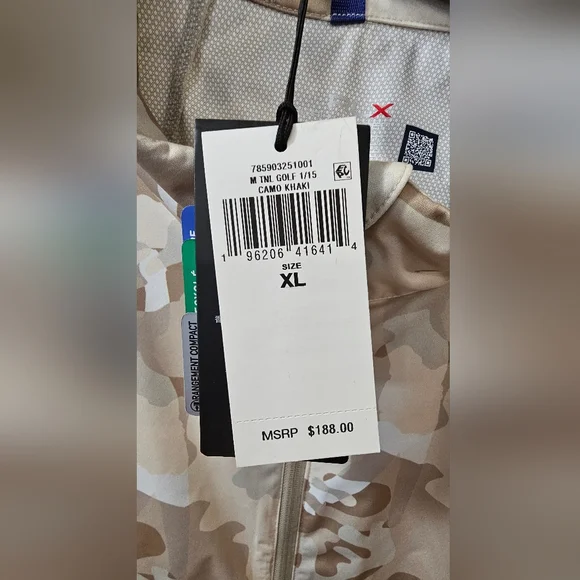 785903251001
M TNL GOLF 1/15
CAMO KHAKI
1 96206 41641 4
SIZE
XL
MSRP $188.00
RANGEMENT COMPACT